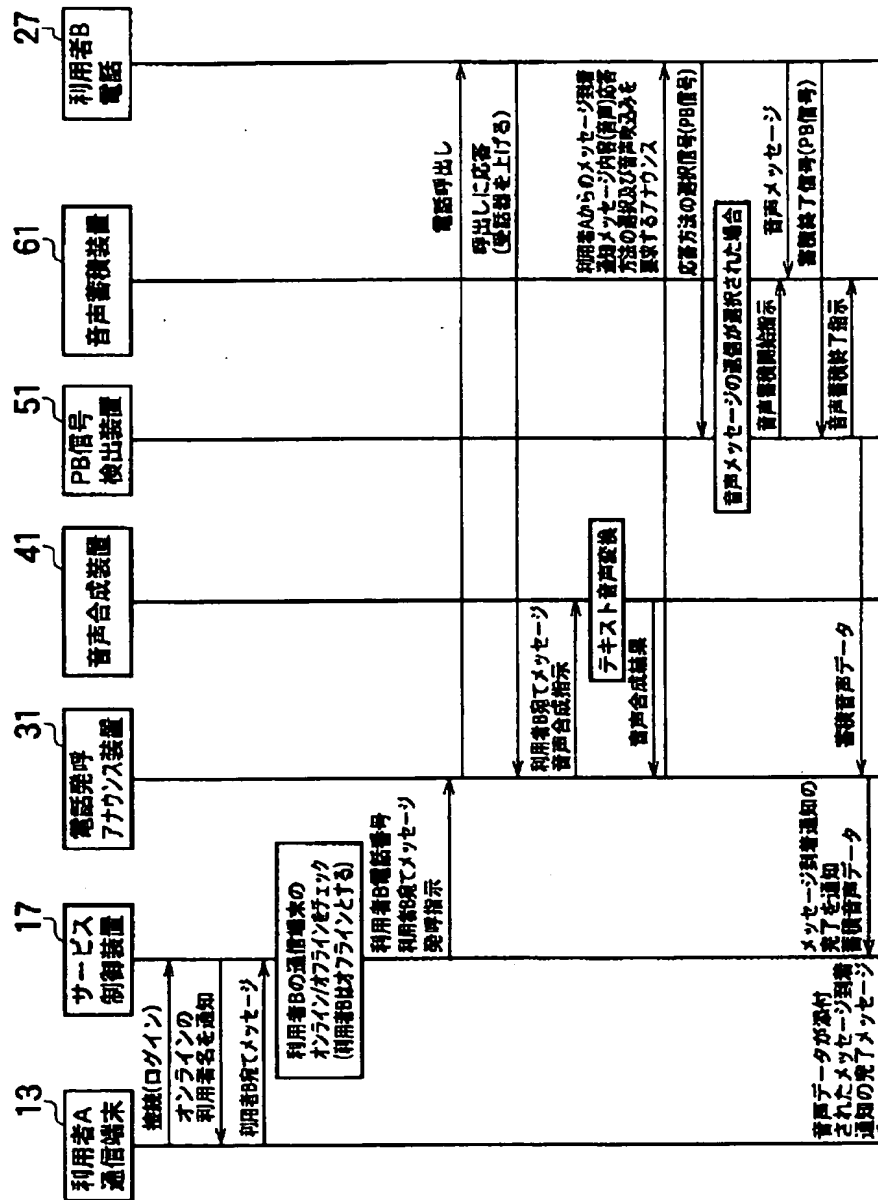 13
利用者A
通信端末
17
サービス
制御装置
31
電話発呼
アナウンス装置
41
音声合成装置
51
PB信号
検出装置
61
音声蓄積装置
27
利用者B
電話
接続(ログイン)
オンラインの
利用者名を通知
利用者B宛てメッセージ
利用者Bの通信端末の
オンライン/オフラインをチェック
(利用者Bはオフラインとする)
利用者B電話番号
利用者B宛てメッセージ
発呼指示
電話呼出し
呼出しに応答
(受話器を上げる)
利用者B宛てメッセージ
音声合成指示
テキスト音声変換
音声合成結果
利用者Aからのメッセージ到着
通知メッセージ内容(音声)応答
方法の選択及び音声吹込みを
要求するアナウンス
応答方法の選択信号(PB信号)
音声メッセージの返信が選択された場合
音声蓄積開始指示
音声メッセージ
蓄積終了信号(PB信号)
音声蓄積終了指示
蓄積音声データ
メッセージ到着通知の
完了を通知
蓄積音声データ
音声データが添付
されたメッセージ到着
通知の完了メッセージ